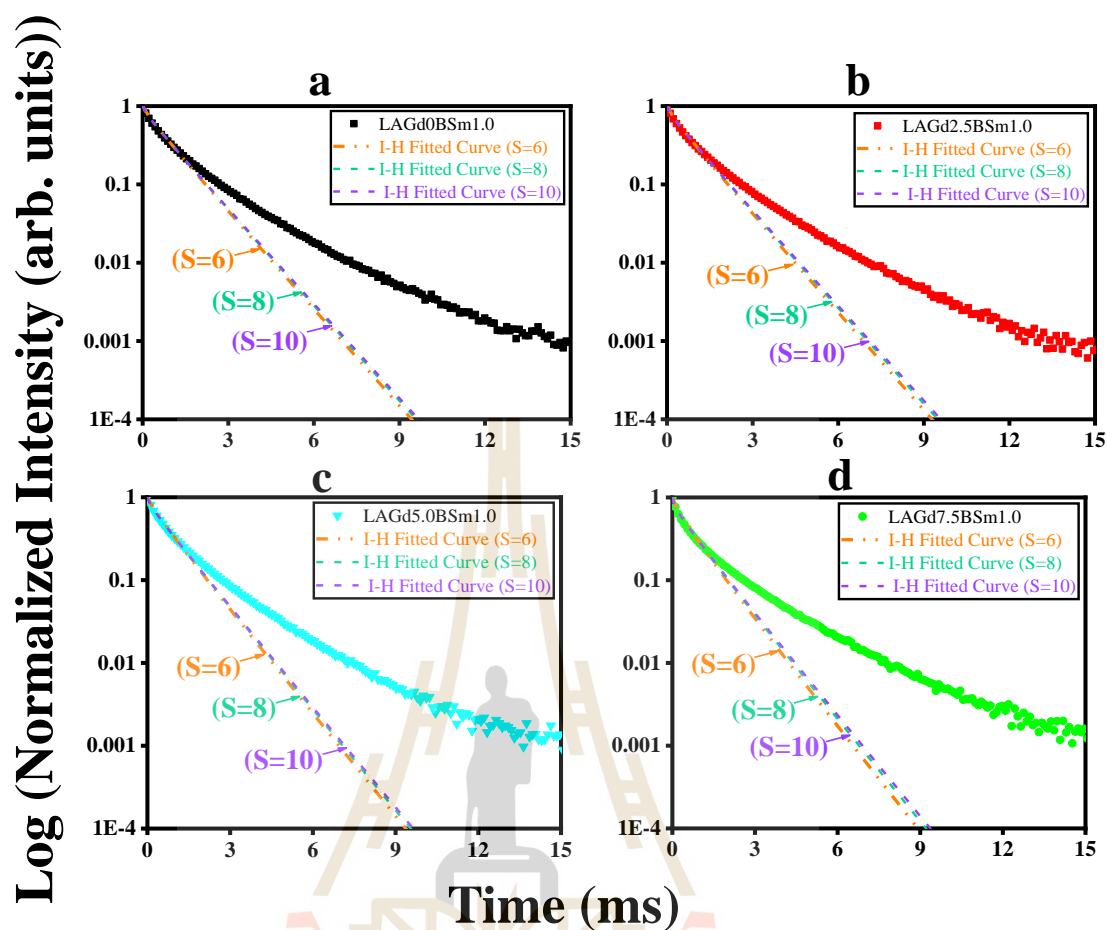 Log (Normalized Intensity (arb. units))
a
LAGd0BSm1.0
I-H Fitted Curve (S=6)
I-H Fitted Curve (S=8)
I-H Fitted Curve (S=10)
(S=6)
(S=8)
(S=10)
1
0.1
0.01
0.001
1E-4
0 3 6 9 12 15
b
LAGd2.5BSm1.0
I-H Fitted Curve (S=6)
I-H Fitted Curve (S=8)
I-H Fitted Curve (S=10)
(S=6)
(S=8)
(S=10)
1
0.1
0.01
0.001
1E-4
0 3 6 9 12 15
c
LAGd5.0BSm1.0
I-H Fitted Curve (S=6)
I-H Fitted Curve (S=8)
I-H Fitted Curve (S=10)
(S=6)
(S=8)
(S=10)
1
0.1
0.01
0.001
1E-4
0 3 6 9 12 15
d
LAGd7.5BSm1.0
I-H Fitted Curve (S=6)
I-H Fitted Curve (S=8)
I-H Fitted Curve (S=10)
(S=6)
(S=8)
(S=10)
1
0.1
0.01
0.001
1E-4
0 3 6 9 12 15
Time (ms)